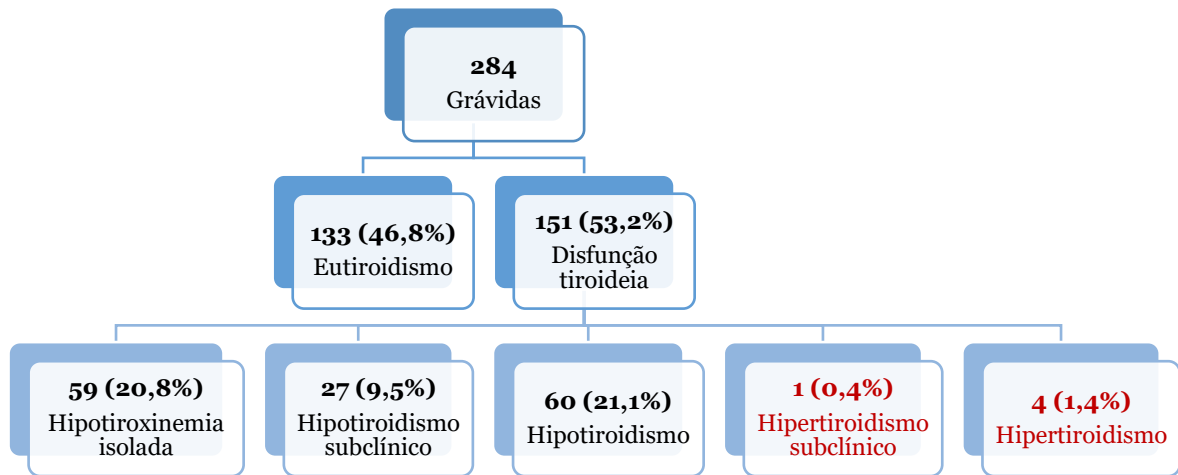 284
Grávidas
133 (46,8%)
Eutiroidismo
151 (53,2%)
Disfunção
tiroideia
59 (20,8%)
Hipotiroxinemia
isolada
27 (9,5%)
Hipotiroidismo
subclínico
60 (21,1%)
Hipotiroidismo
1 (0,4%)
Hipertiroidismo
subclínico
4 (1,4%)
Hipertiroidismo